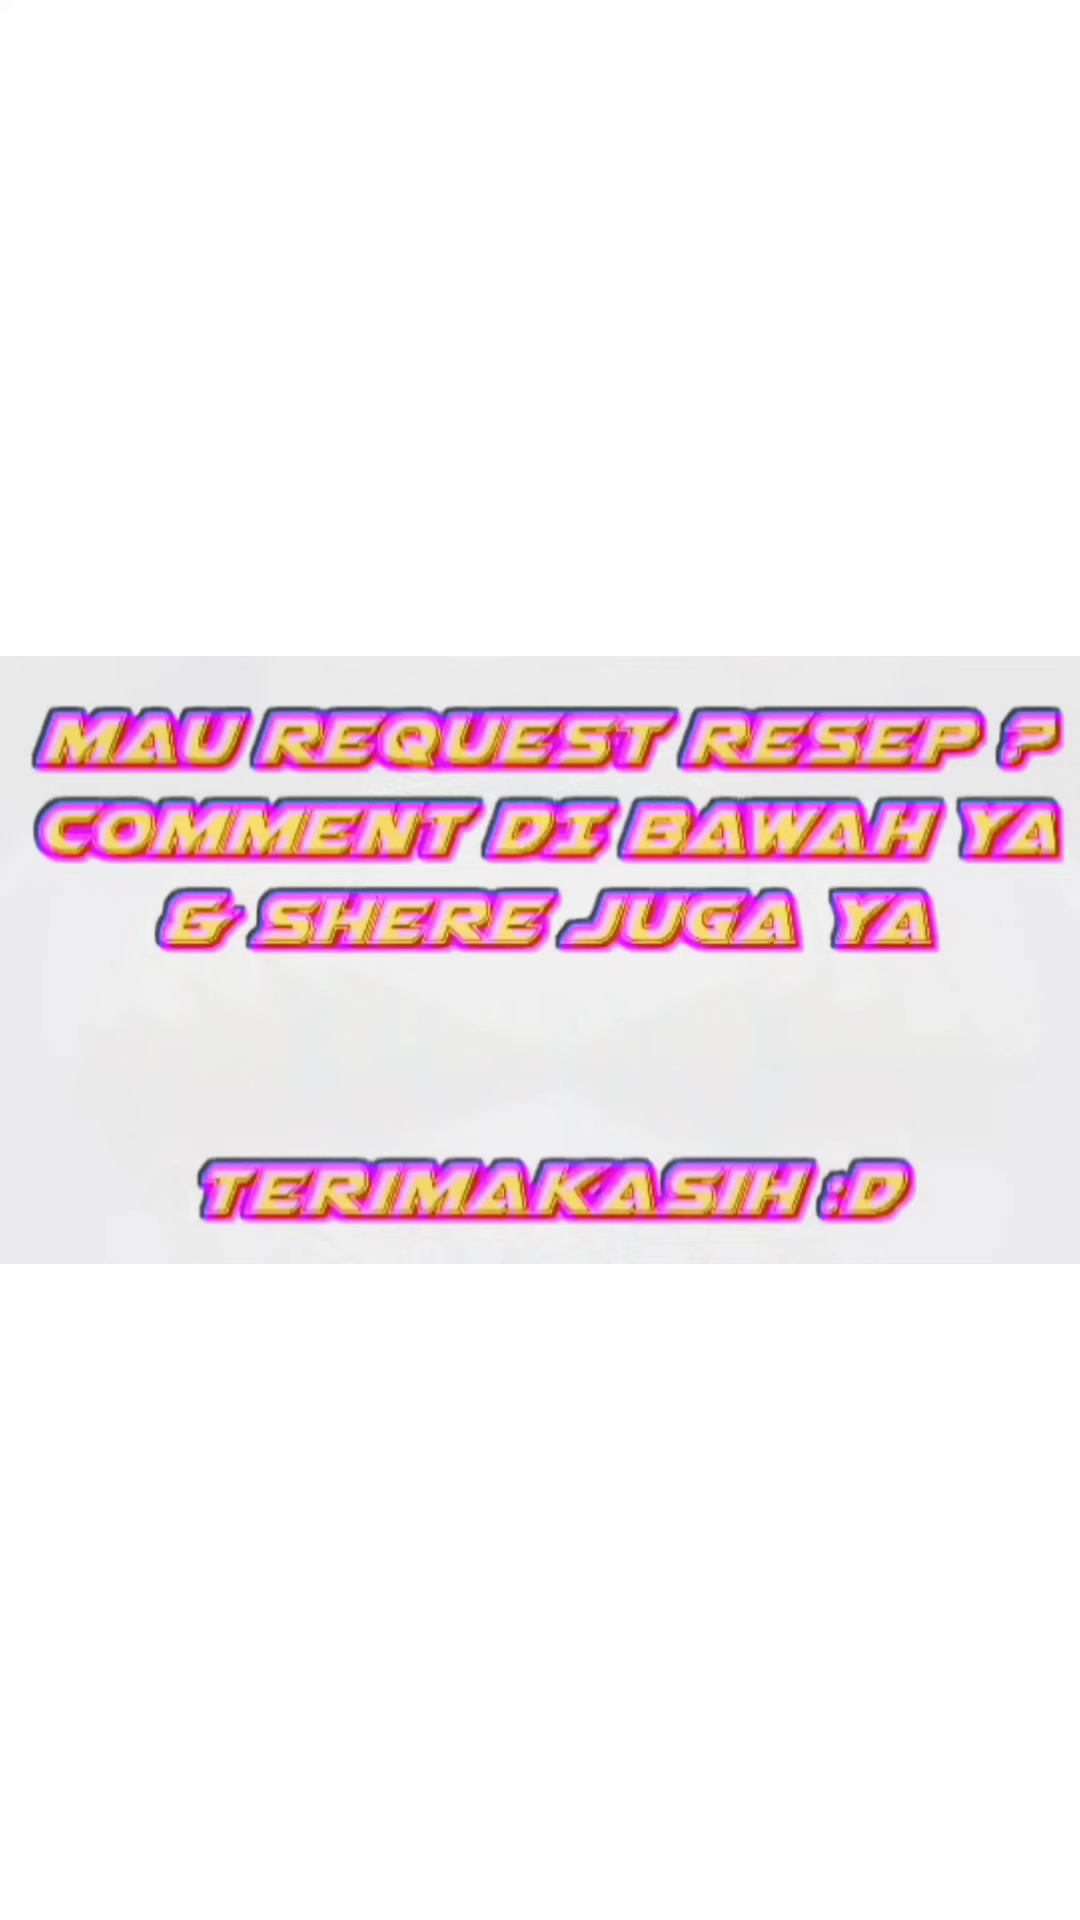 MAU REQUEST RESEP ?
COMMENT DI BAWAH YA
& SHERE JUGA YA
TERIMAKASIH :D